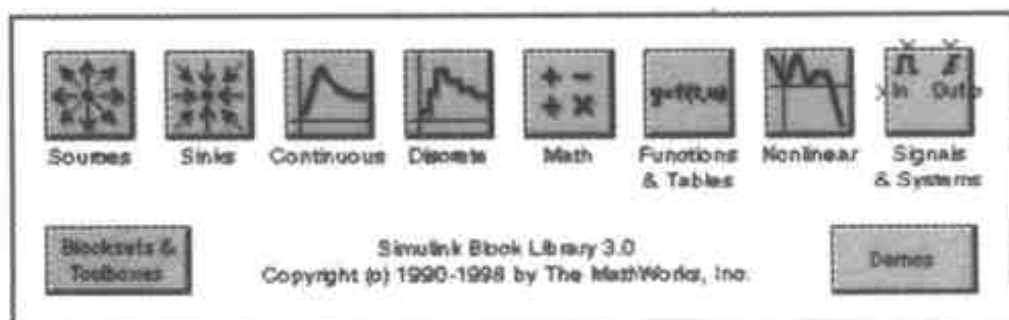 + −
÷ ×
y=f(t,u)
In Out
Sources Sinks Continuous Discrete Math Functions & Tables Nonlinear Signals & Systems
Blocksets & Toolboxes
Simulink Block Library 3.0
Copyright (c) 1990-1998 by The MathWorks, Inc.
Demos